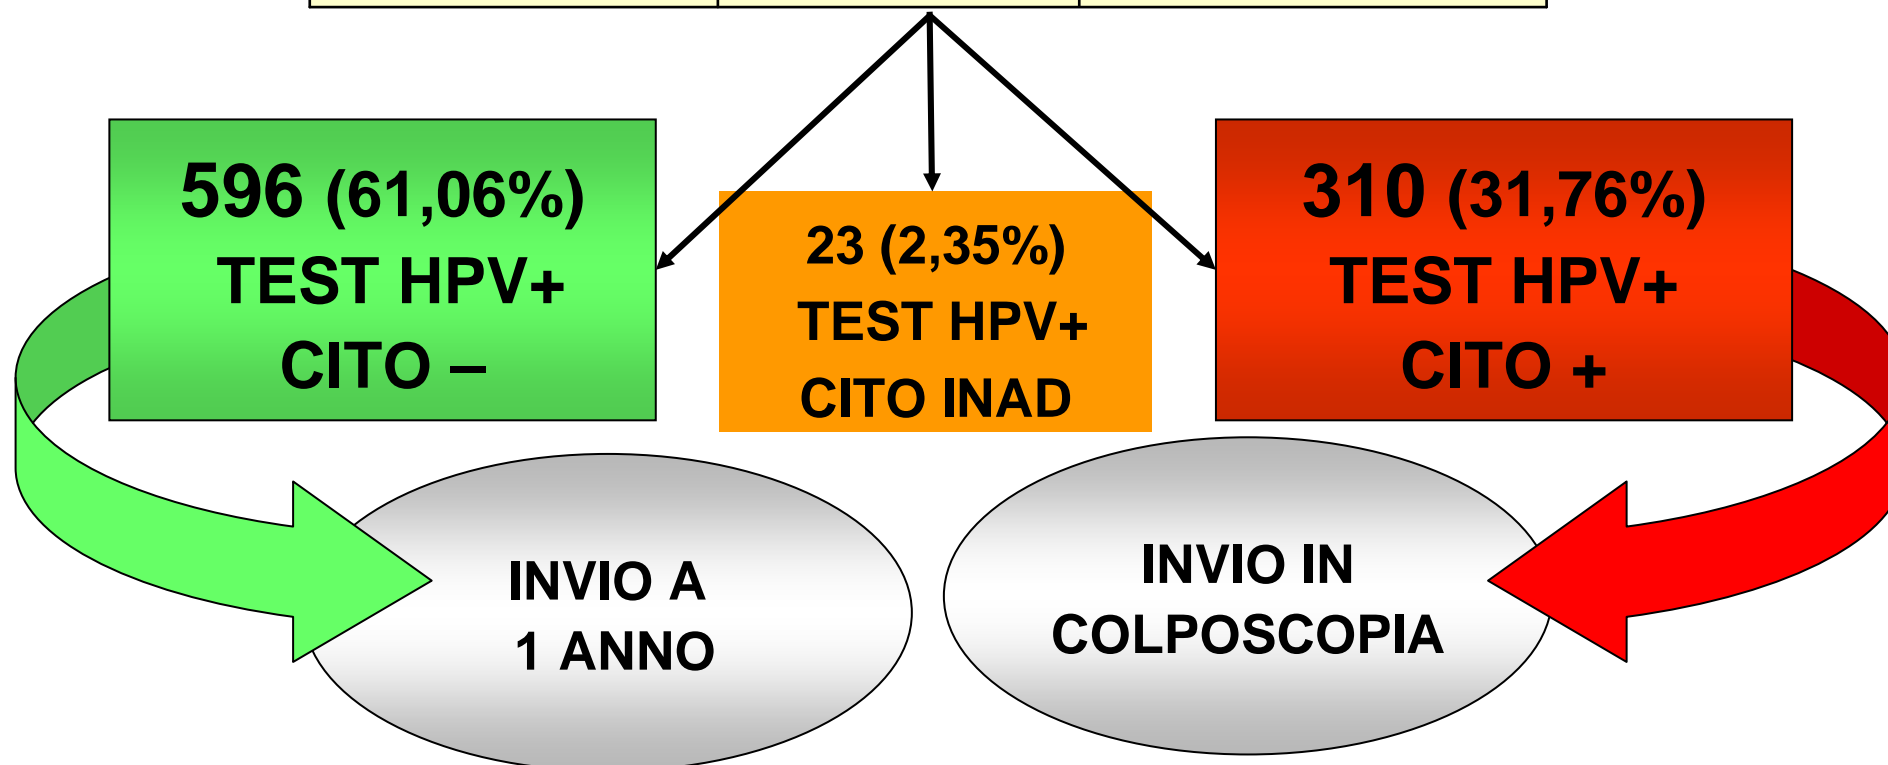 596 (61,06%)
TEST HPV+
CITO –
23 (2,35%)
TEST HPV+
CITO INAD
310 (31,76%)
TEST HPV+
CITO +
INVIO A
1 ANNO
INVIO IN
COLPOSCOPIA